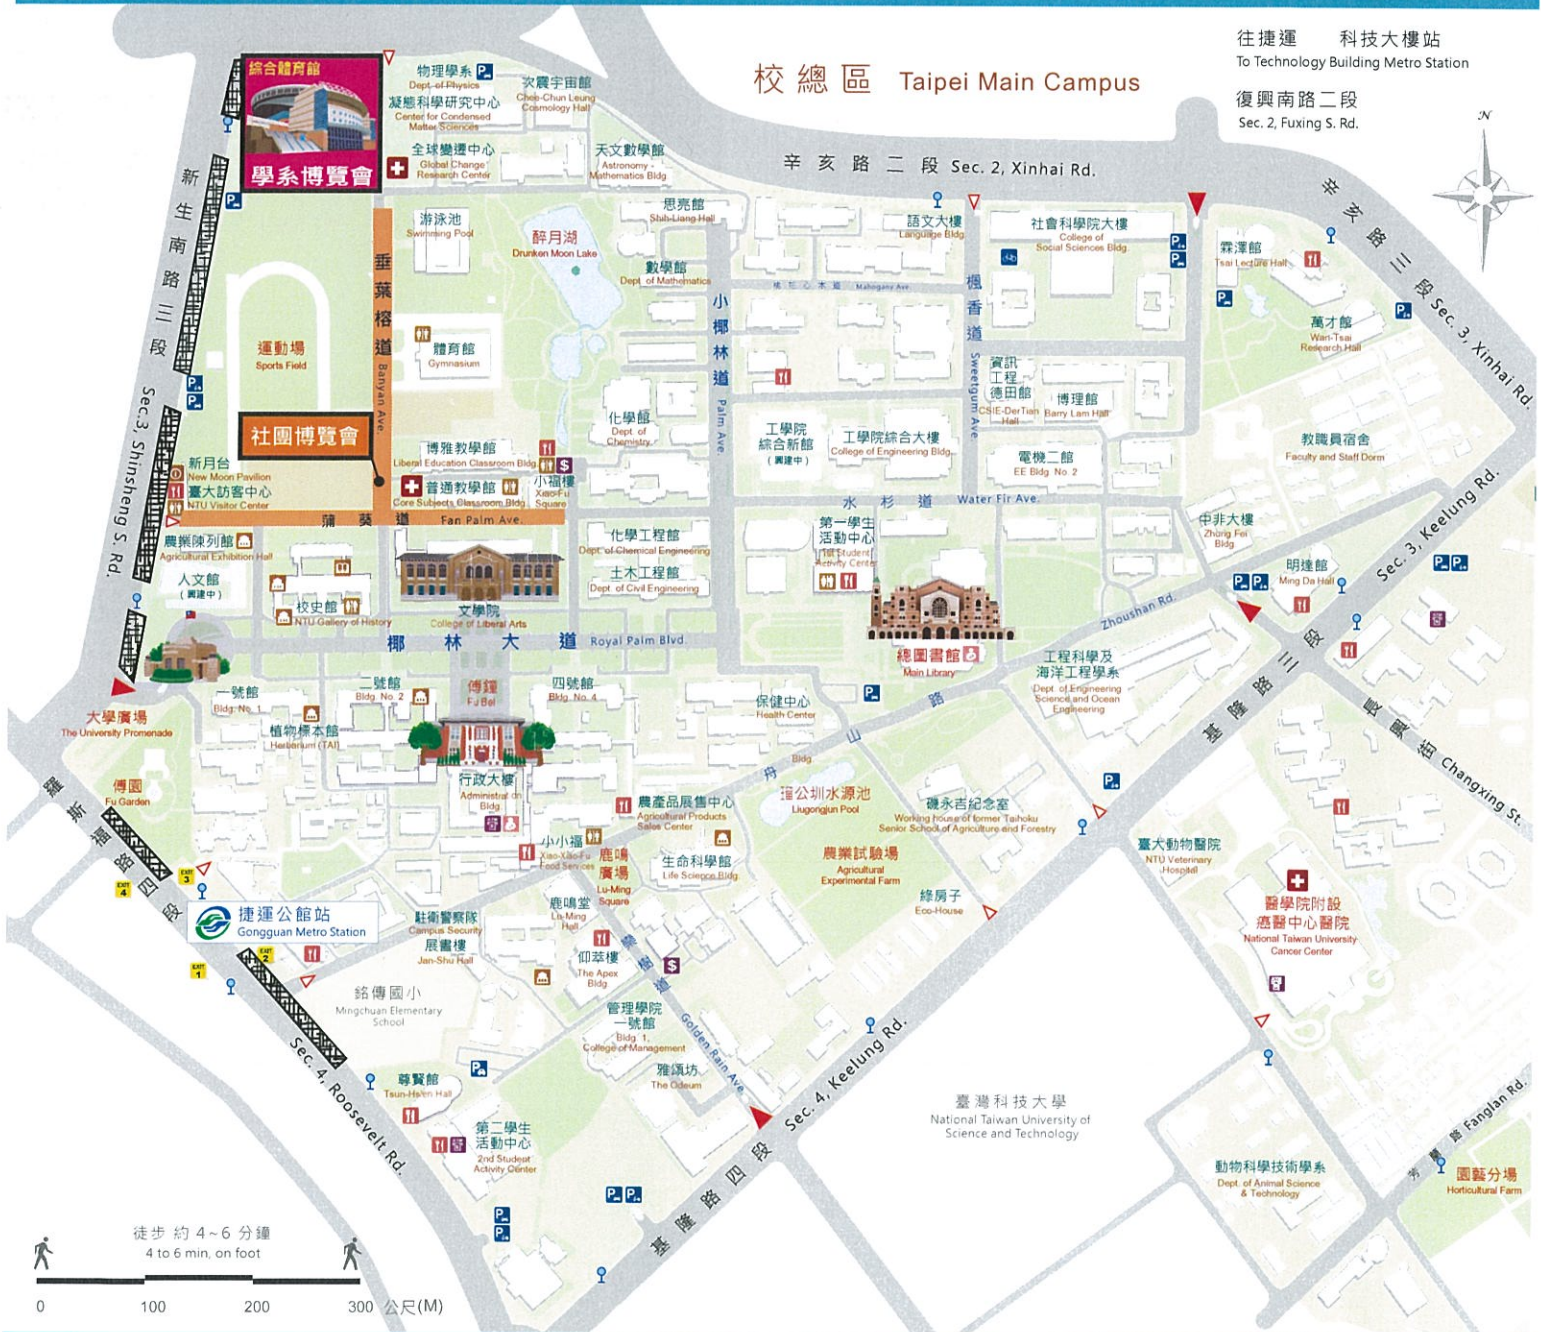 往捷運 科技大樓站
To Technology Building Metro Station
校總區 Taipei Main Campus
復興南路二段
Sec. 2, Fuxing S. Rd.
N
綜合體育館
學系博覽會
物理學系
Dept. of Physics
凝態科學研究中心
Center for Condensed
Matter Sciences
次震宇宙館
Chee-Chun Leung
Cosmology Hall
全球變遷中心
Global Change
Research Center
天文數學館
Astronomy -
Mathematics Bldg
辛亥路二段 Sec. 2, Xinhai Rd.
辛亥路三段 Sec. 3, Xinhai Rd.
新生南路三段 Sec.3, Shinsheng S. Rd.
游泳池
Swimming Pool
醉月湖
Drunken Moon Lake
思亮館
Shih-Liang Hall
數學館
Dept. of Mathematics
語文大樓
Language Bldg
社會科學院大樓
College of
Social Sciences Bldg.
霖澤館
Tsai Lecture Hall
萬才館
Wan-Tsai
Research Hall
垂葉榕道 Banyan Ave.
小椰林道 Palm Ave.
桃花心木道 Mahogany Ave.
楓香道 Sweetgum Ave.
運動場
Sports Field
體育館
Gymnasium
資訊
工程
德田館
CSIE-DerTian
Hall
博理館
Barry Lam Hall
社團博覽會
化學館
Dept. of
Chemistry
工學院
綜合新館
(興建中)
工學院綜合大樓
College of Engineering Bldg.
電機二館
EE Bldg. No. 2
教職員宿舍
Faculty and Staff Dorm
博雅教學館
Liberal Education Classroom Bldg
新月台
New Moon Pavilion
臺大訪客中心
NTU Visitor Center
普通教學館
Core Subjects Classroom Bldg
小福樓
Xiao-Fu
Square
水杉道 Water Fir Ave.
蒲葵道 Fan Palm Ave.
農業陳列館
Agricultural Exhibition Hall
化學工程館
Dept. of Chemical Engineering
第一學生
活動中心
1st Student
Activity Center
中非大樓
Zhong Fei
Bldg
明達館
Ming Da Hall
Sec. 3, Keelung Rd.
基隆路三段
人文館
(興建中)
土木工程館
Dept. of Civil Engineering
校史館
NTU Gallery of History
文學院
College of Liberal Arts
椰林大道 Royal Palm Blvd.
Zhoushan Rd.
舟山路
總圖書館
Main Library
工程科學及
海洋工程學系
Dept. of Engineering
Science and Ocean
Engineering
大學廣場
The University Promenade
一號館
Bldg. No. 1
二號館
Bldg. No. 2
傅鐘
Fu Bell
四號館
Bldg. No. 4
保健中心
Health Center
植物標本館
Herbarium (TAI)
Bldg.
長興街 Changxing St.
傅園
Fu Garden
行政大樓
Administration
Bldg.
農產品展售中心
Agricultural Products
Sales Center
瑠公圳水源池
Liugongjun Pool
磯永吉紀念室
Working house of former Taihoku
Senior School of Agriculture and Forestry
小小福
Xiao-Xiao-Fu
Food Services
鹿鳴
廣場
Lu-Ming
Square
生命科學館
Life Science Bldg
農業試驗場
Agricultural
Experimental Farm
臺大動物醫院
NTU Veterinary
Hospital
羅斯福路四段
Sec. 4, Roosevelt Rd.
EXIT 4
EXIT 3
EXIT 2
EXIT 1
捷運公館站
Gongguan Metro Station
綠房子
Eco-House
醫學院附設
癌醫中心醫院
National Taiwan University
Cancer Center
駐衛警察隊
Campus Security
展書樓
Jan-Shu Hall
鹿鳴堂
Lu-Ming
Hall
仰萃樓
The Apex
Bldg
欒樹道 Golden Rain Ave.
銘傳國小
Mingchuan Elementary
School
管理學院
一號館
Bldg. 1,
College of Management
雅頌坊
The Odeum
尊賢館
Tsun-Hsien Hall
第二學生
活動中心
2nd Student
Activity Center
Sec. 4, Keelung Rd.
基隆路四段
臺灣科技大學
National Taiwan University of
Science and Technology
動物科學技術學系
Dept. of Animal Science
& Technology
芳蘭路 Fanglan Rd.
園藝分場
Horticultural Farm
徒步 約 4~6 分鐘
4 to 6 min, on foot
0 100 200 300 公尺(M)